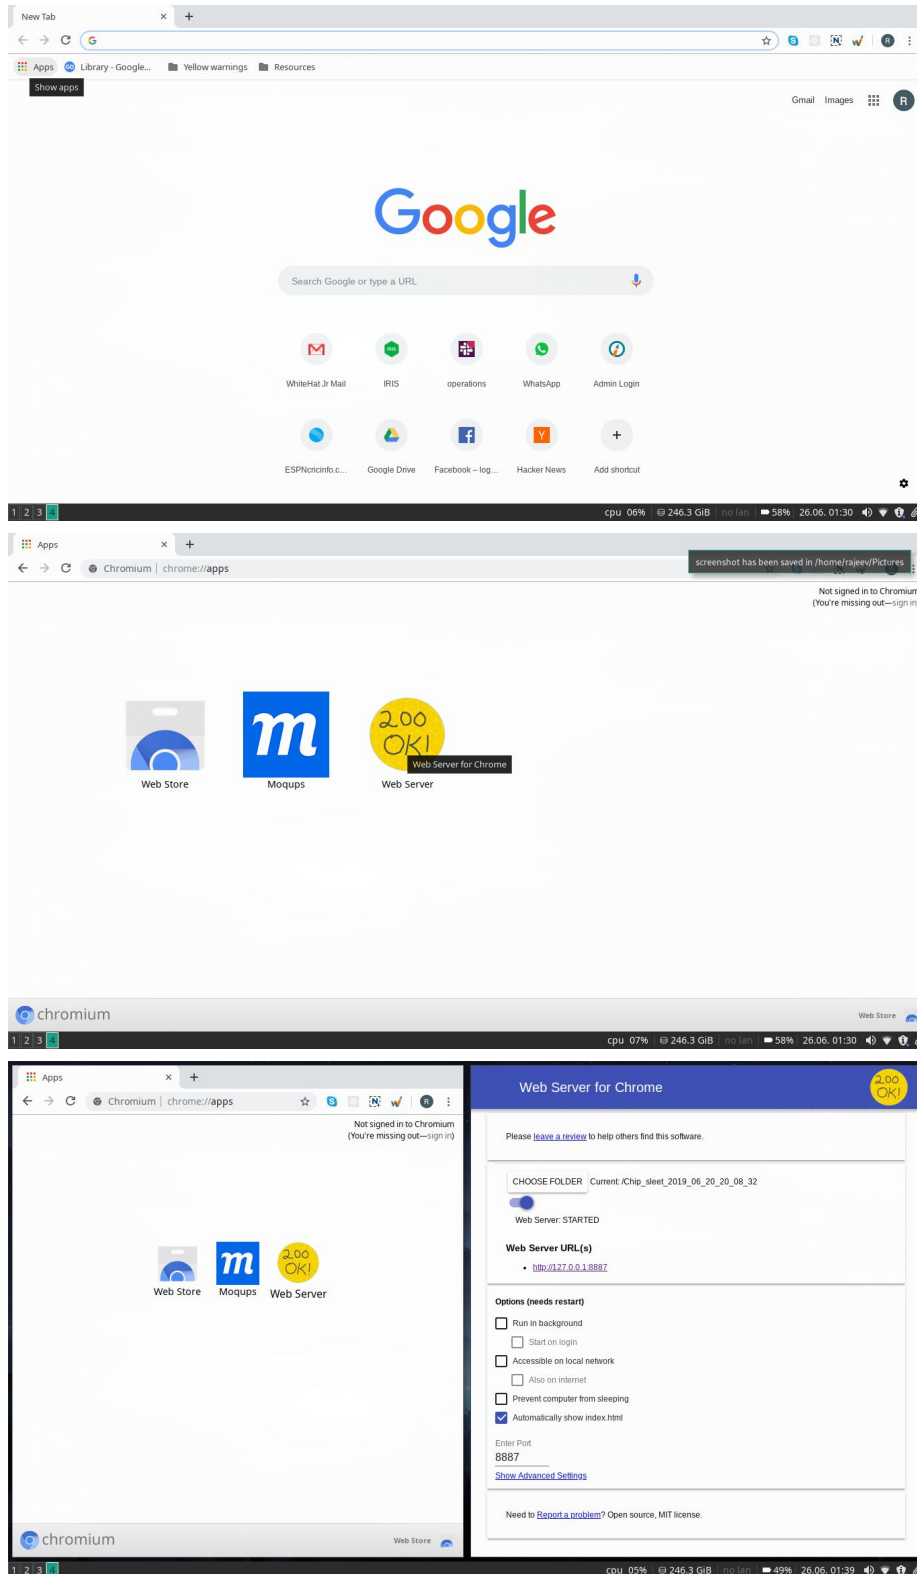 New Tab
G
S N w R
Apps Library - Google... Yellow warnings Resources
Show apps
Gmail Images R
Google
Search Google or type a URL
WhiteHat Jr Mail IRIS operations WhatsApp Admin Login
ESPNcricinfo.c... Google Drive Facebook – log... Hacker News Add shortcut
1 2 3 4 cpu 06% 246.3 GiB no lan 58% 26.06. 01:30
Apps
Chromium | chrome://apps
screenshot has been saved in /home/rajeev/Pictures
Not signed in to Chromium
(You're missing out—sign in)
m
200
OK!
Web Server for Chrome
Web Store Moqups Web Server
chromium Web Store
1 2 3 4 cpu 07% 246.3 GiB no lan 58% 26.06. 01:30
Apps
Chromium | chrome://apps S N w R
Not signed in to Chromium
(You're missing out—sign in)
m
200
OK!
Web Store Moqups Web Server
chromium Web Store
Web Server for Chrome
200
OK!
Please leave a review to help others find this software.
CHOOSE FOLDER Current: /Chip_sleet_2019_06_20_20_08_32
Web Server: STARTED
Web Server URL(s)
• http://127.0.0.1:8887
Options (needs restart)
Run in background
Start on login
Accessible on local network
Also on internet
Prevent computer from sleeping
Automatically show index.html
Enter Port
8887
Show Advanced Settings
Need to Report a problem? Open source, MIT license.
1 2 3 4 cpu 05% 246.3 GiB no lan 49% 26.06. 01:39